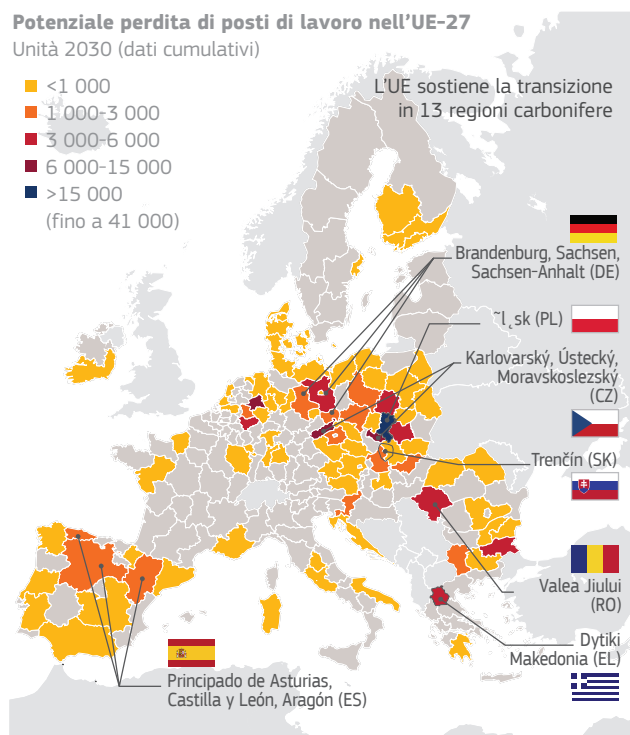 Potenziale perdita di posti di lavoro nell'UE-27
Unità 2030 (dati cumulativi)
<1 000
1 000-3 000
3 000-6 000
6 000-15 000
>15 000
(fino a 41 000)
L'UE sostiene la transizione
in 13 regioni carbonifere
Brandenburg, Sachsen,
Sachsen-Anhalt (DE)
˜l˛sk (PL)
Karlovarský, Ústecký,
Moravskoslezský
(CZ)
Trenčín (SK)
Valea Jiului
(RO)
Dytiki
Makedonia (EL)
Principado de Asturias,
Castilla y León, Aragón (ES)